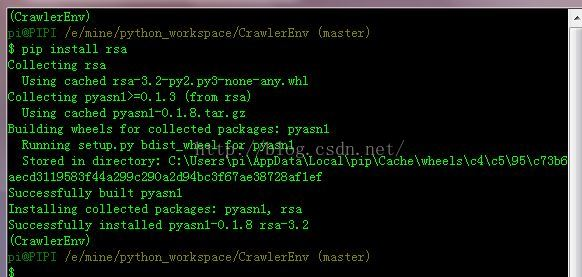 (CrawlerEnv)
pi@PIPI /e/mine/python_workspace/CrawlerEnv (master)
$ pip install rsa
Collecting rsa
  Using cached rsa-3.2-py2.py3-none-any.whl
Collecting pyasn1>=0.1.3 (from rsa)
  Using cached pyasn1-0.1.8.tar.gz
Building wheels for collected packages: pyasn1
  Running setup.py bdist_wheel for pyasn1
http://blog.csdn.net/
  Stored in directory: C:\Users\pi\AppData\Local\pip\Cache\wheels\c4\c5\95\c73b6
aecd3119583f44a299c290a2d94bc3f67ae38728af1ef
Successfully built pyasn1
Installing collected packages: pyasn1, rsa
Successfully installed pyasn1-0.1.8 rsa-3.2
(CrawlerEnv)
pi@PIPI /e/mine/python_workspace/CrawlerEnv (master)
$